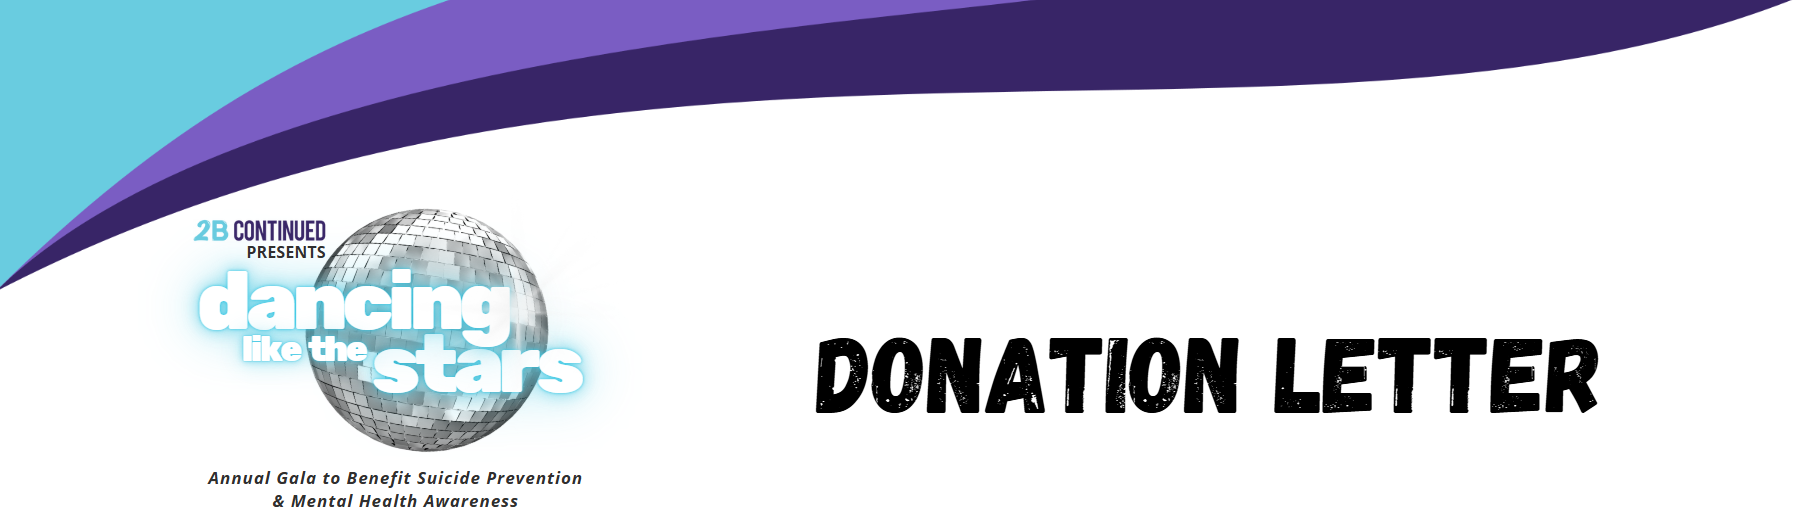 2B CONTINUED
PRESENTS
dancing
like the stars
Annual Gala to Benefit Suicide Prevention
& Mental Health Awareness
DONATION LETTER